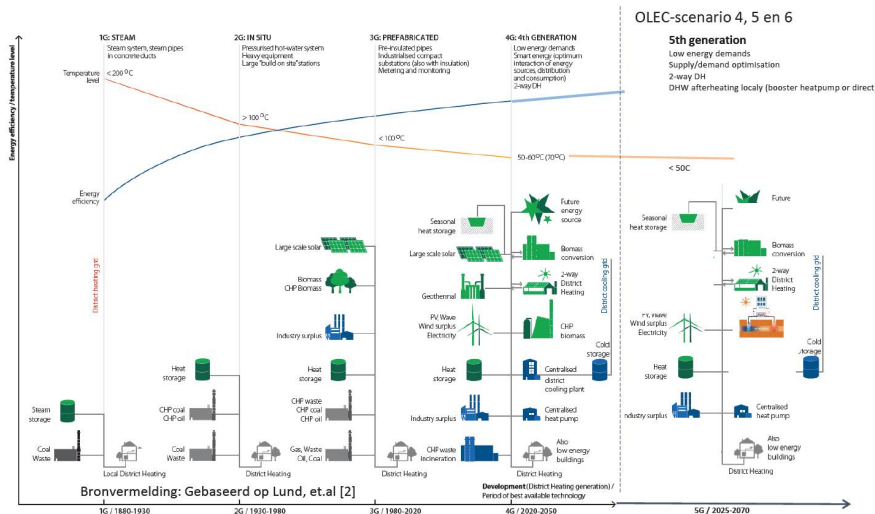 OLEC-scenario 4, 5 en 6
1G: STEAM
Steam system, steam pipes
in concrete ducts
2G: IN SITU
Pressurised hot-water system
Heavy equipment
Large "build on site" stations
3G: PREFABRICATED
Pre-insulated pipes
Industrialised compact
substations (also with insulation)
Metering and monitoring
4G: 4th GENERATION
Low energy demands
Smart energy (optimum
interaction of energy
sources, distribution
and consumption)
2-way DH
5th generation
Low energy demands
Supply/demand optimisation
2-way DH
DHW afterheating localy (booster heatpump or direct
Energy efficiency / temperature level
Temperature
level
< 200 °C
> 100 °C
< 100 °C
50-60°C (70°C)
< 50C
Energy
efficiency
District heating grid
Large scale solar
Biomass
CHP Biomass
Industry surplus
Heat
storage
Heat
storage
Steam
storage
CHP coal
CHP oil
CHP waste
CHP coal
CHP oil
Coal
Waste
Coal
Waste
Gas, Waste
Oil, Coal
Local District Heating
District Heating
District Heating
Seasonal
heat storage
Large scale solar
Geothermal
PV, Wave
Wind surplus
Electricity
Heat
storage
Industry surplus
CHP waste
incineration
Future
energy
source
Biomass
conversion
2-way
District
Heating
CHP
biomass
Centralised
district
cooling plant
Centralised
heat pump
Also
low energy
buildings
District Heating
District cooling grid
Cold
storage
Seasonal
heat storage
Wind surplus
Electricity
Heat
storage
ndustry surplus
Future
Biomass
conversion
2-way
District
Heating
Centralised
heat pump
Also
low energy
buildings
District Heating
District cooling grid
Cold
storage
Bronvermelding: Gebaseerd op Lund, et.al [2]
Development (District Heating generation) /
Period of best available technology
1G / 1880-1930
2G / 1930-1980
3G / 1980-2020
4G / 2020-2050
5G / 2025-2070